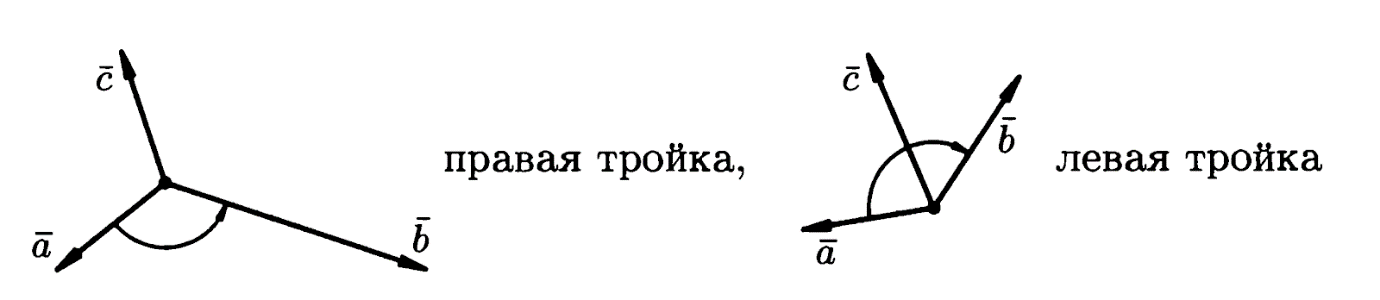 c̄ c̄
b̄
правая тройка, левая тройка
ā b̄ ā